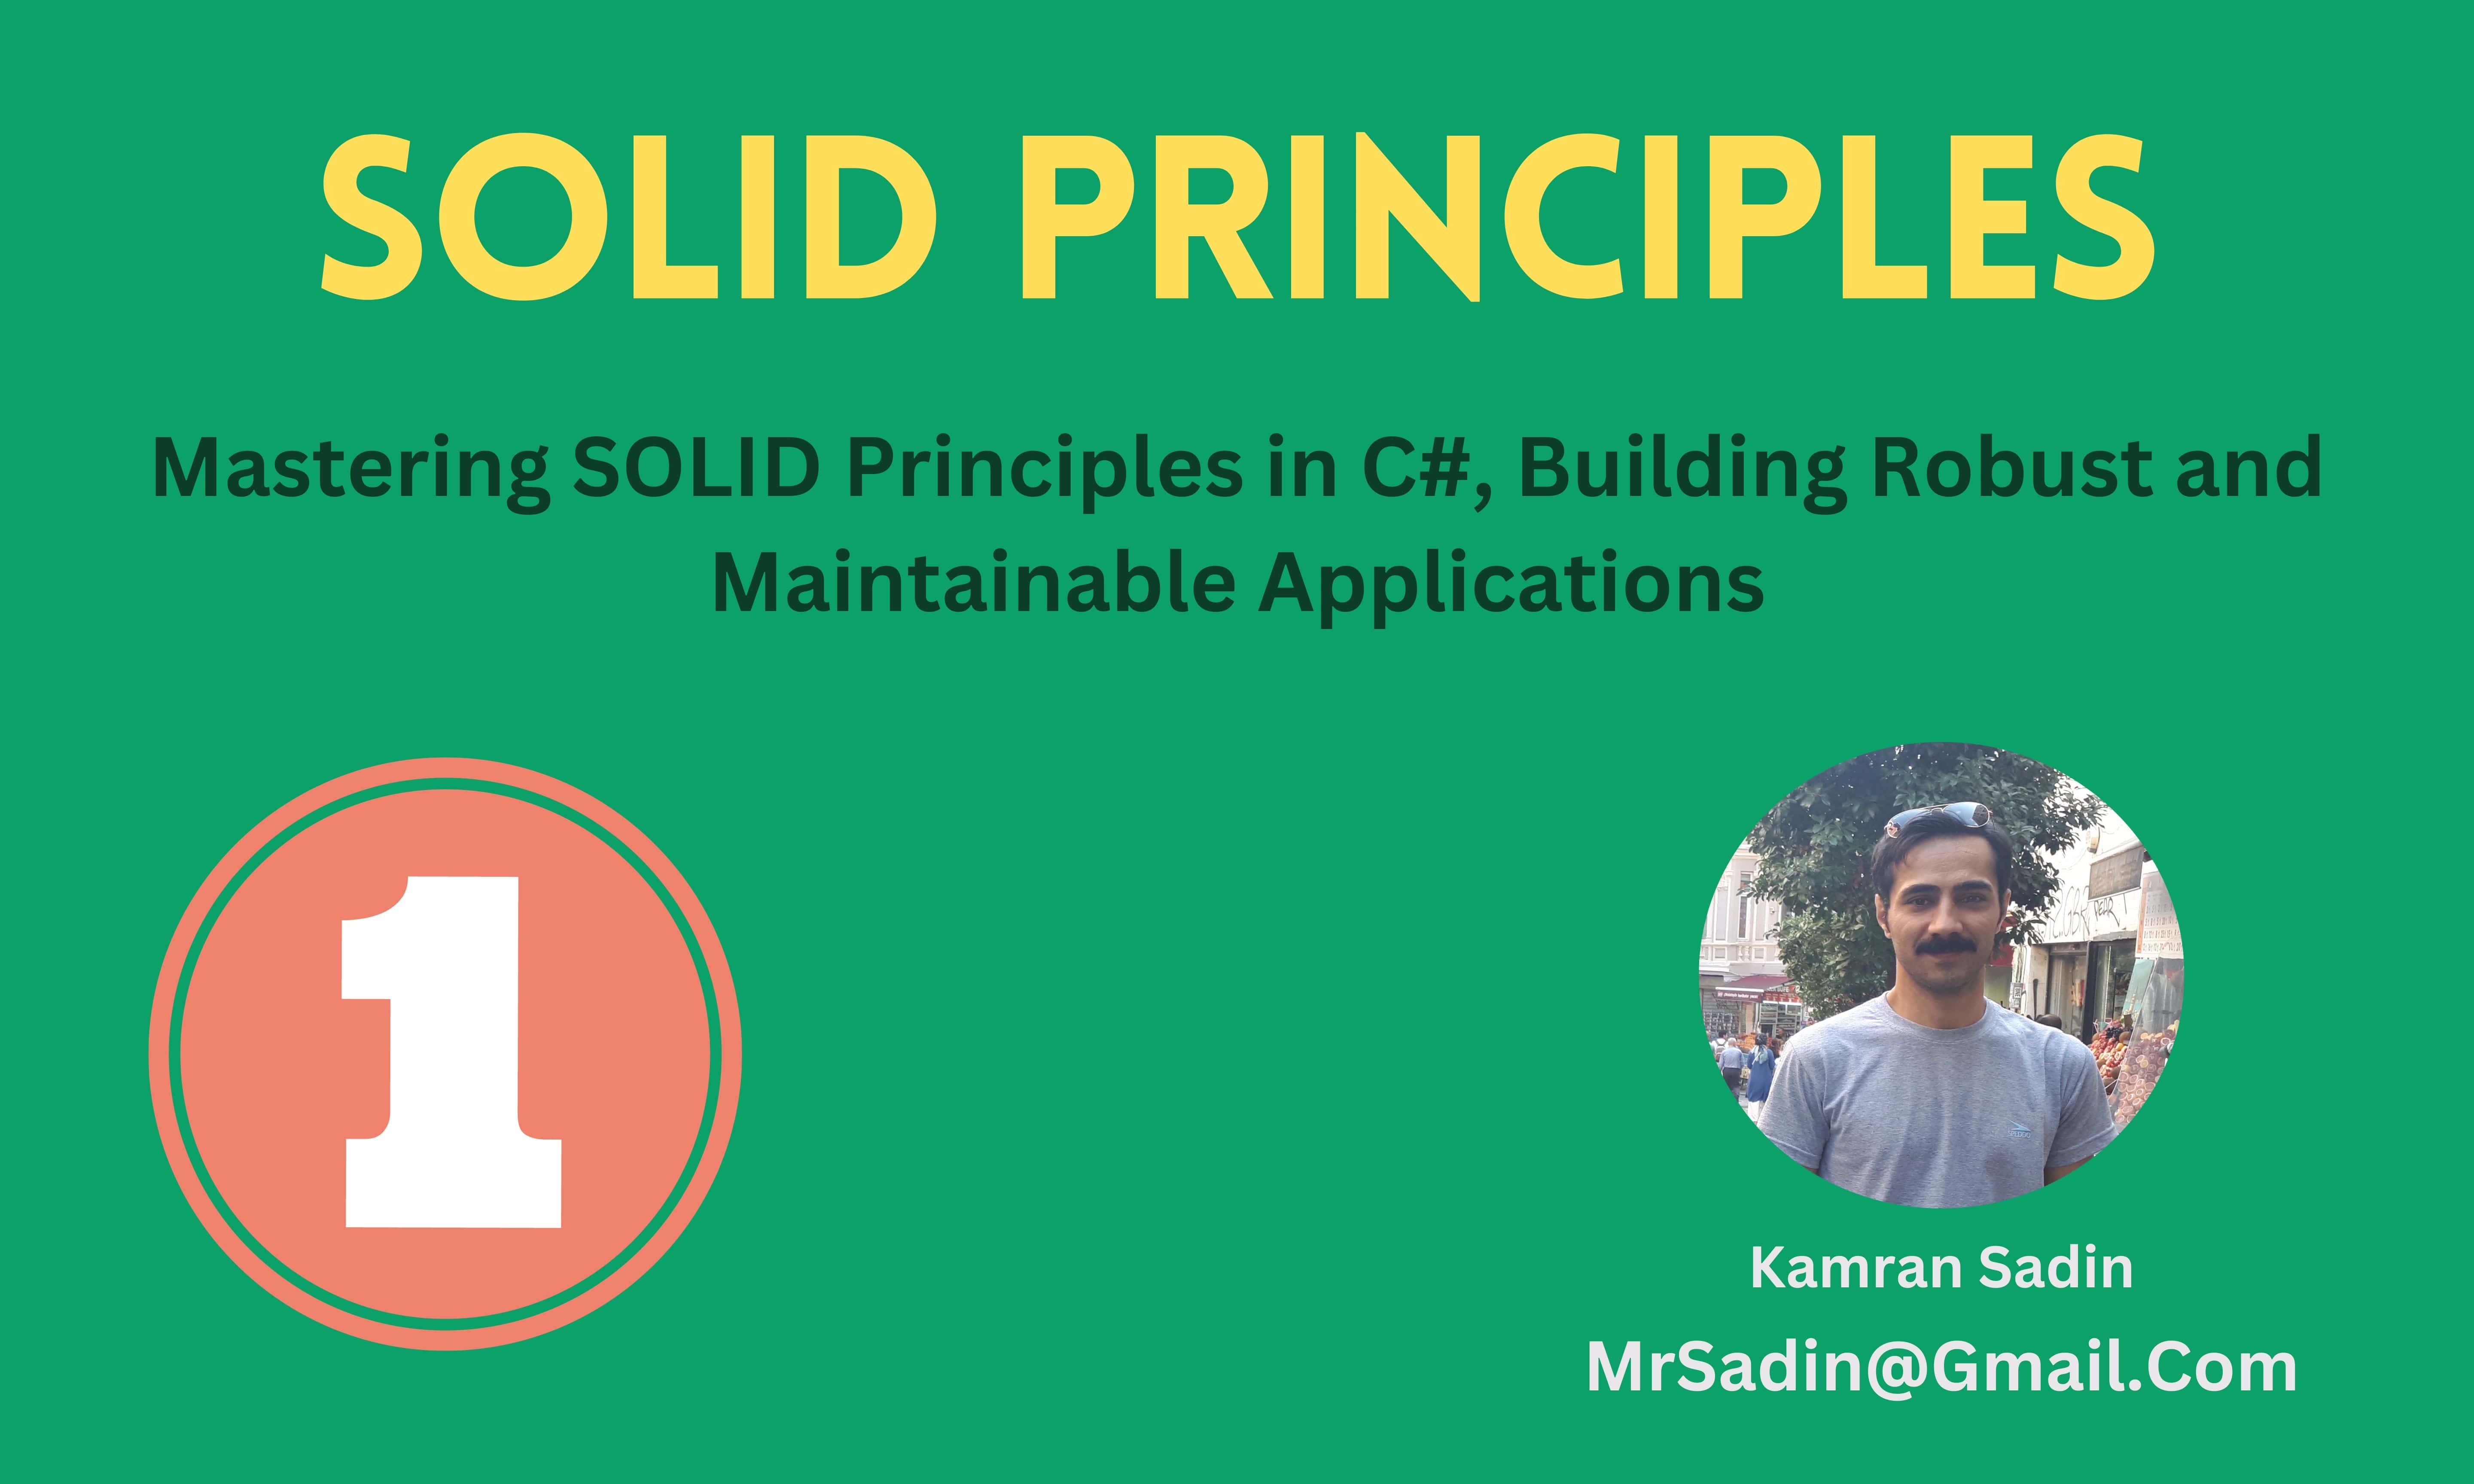 SOLID PRINCIPLES
Mastering SOLID Principles in C#, Building Robust and
Maintainable Applications
1
Kamran Sadin
MrSadin@Gmail.Com